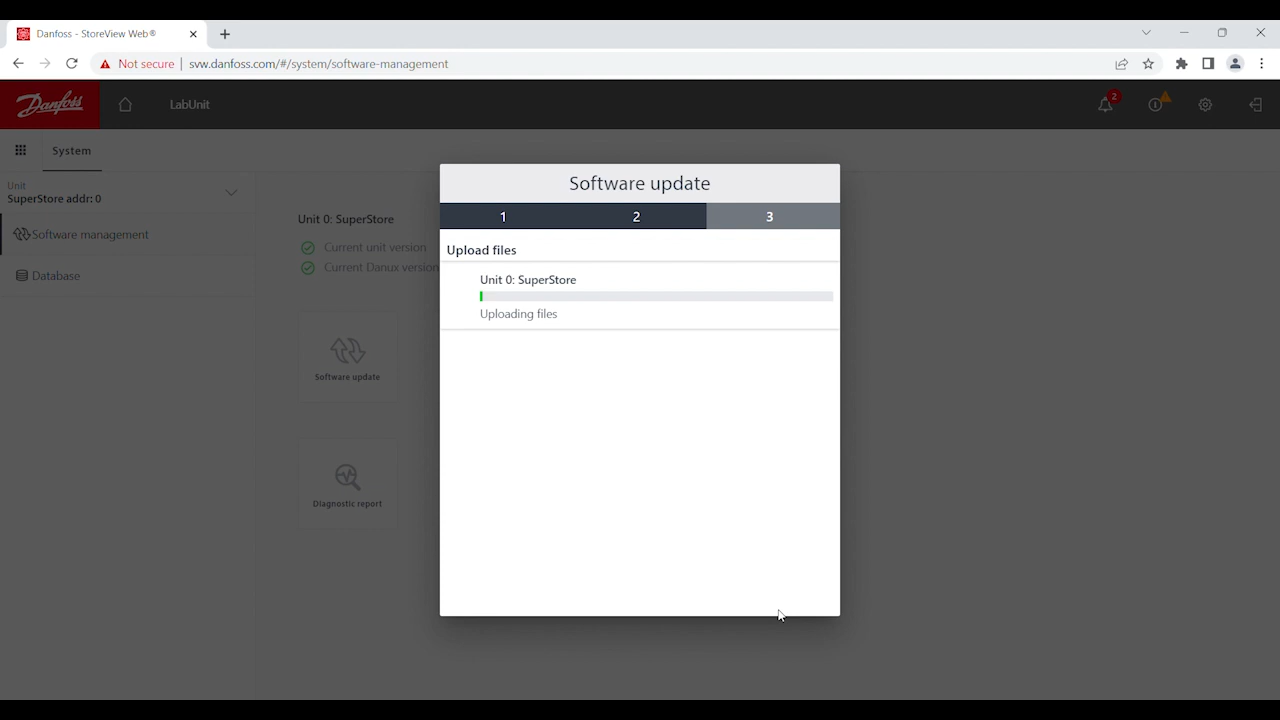 Danfoss - StoreView Web®
Not secure | svw.danfoss.com/#/system/software-management
Danfoss
LabUnit
2
System
Unit
SuperStore addr: 0
Software management
Database
Unit 0: SuperStore
Current unit version
Current Danux version
Software update
Diagnostic report
Software update
1 2 3
Upload files
Unit 0: SuperStore
Uploading files